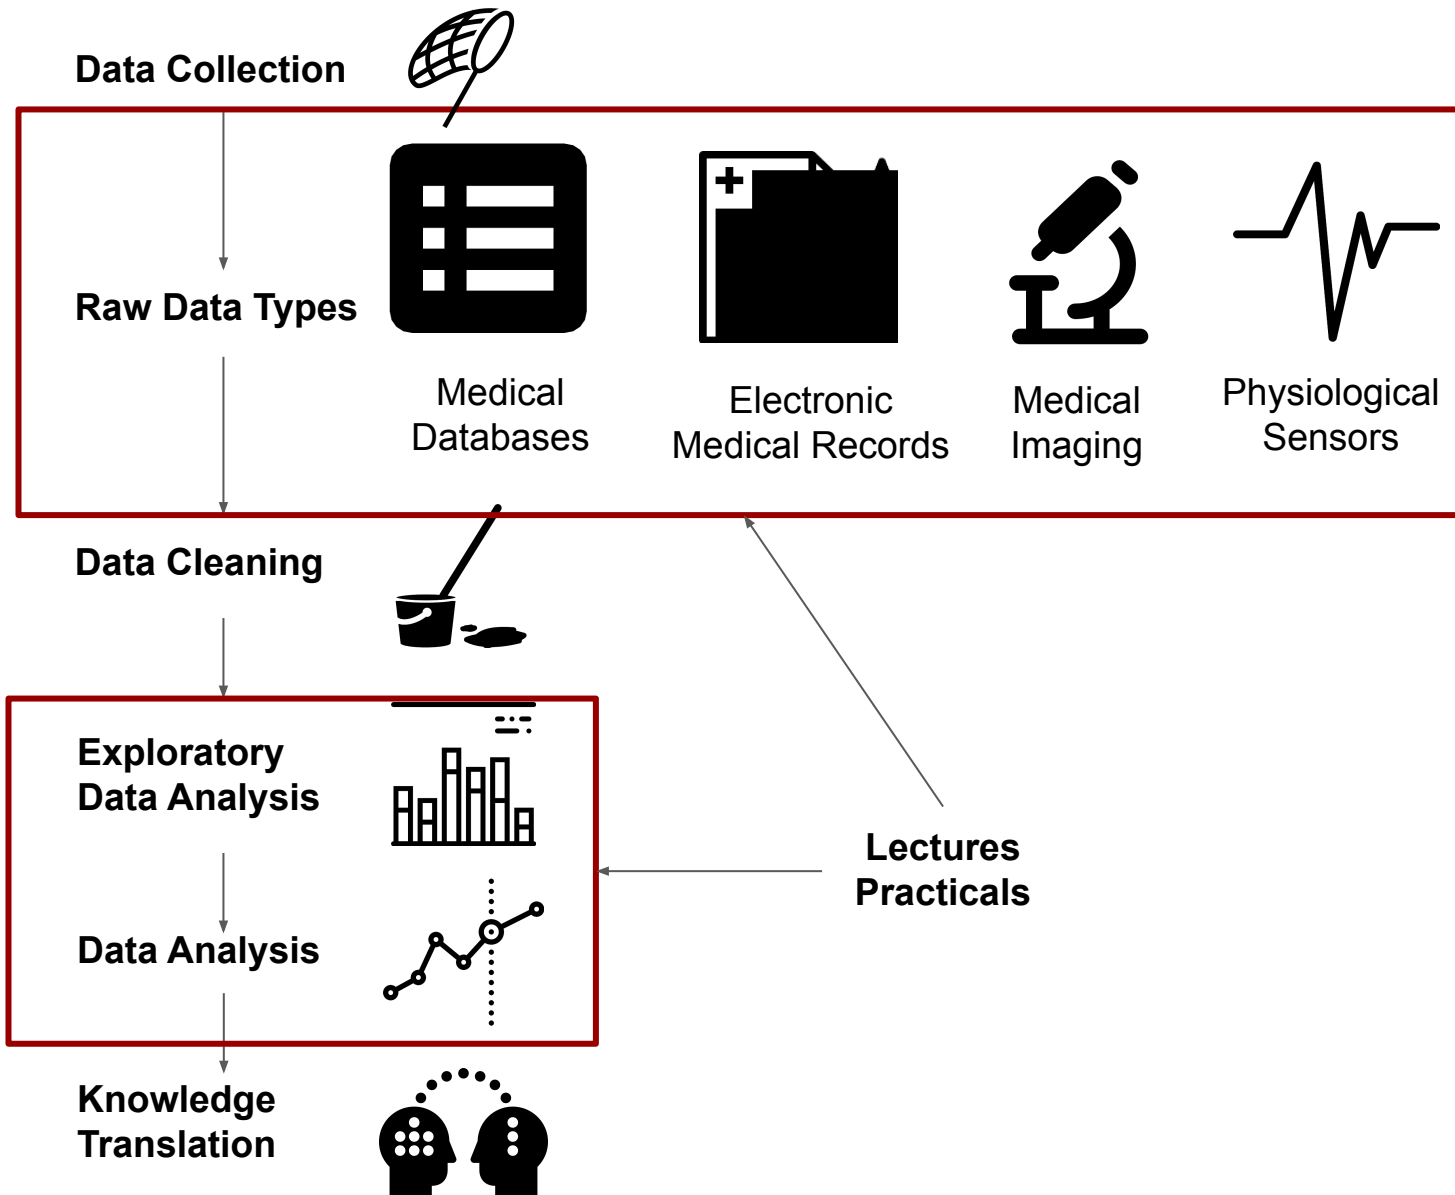 Data Collection
Raw Data Types
Medical
Databases
Electronic
Medical Records
Medical
Imaging
Physiological
Sensors
Data Cleaning
Exploratory
Data Analysis
Lectures
Practicals
Data Analysis
Knowledge
Translation